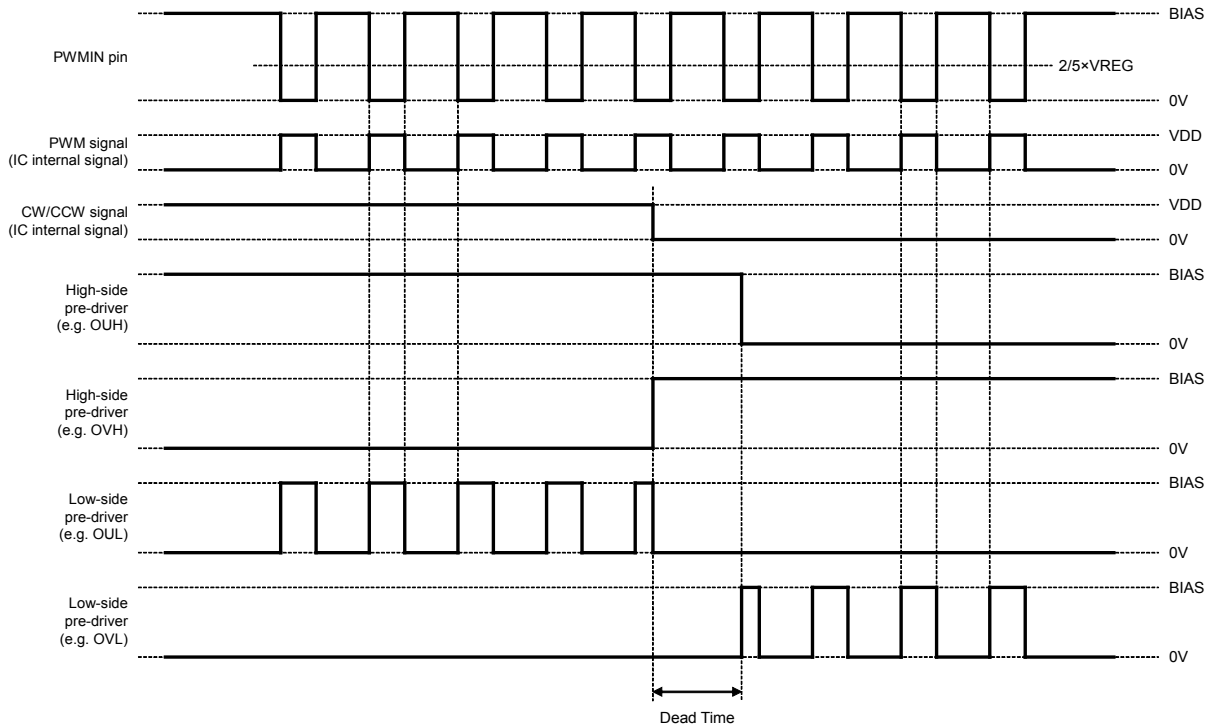 BIAS
PWMIN pin
2/5×VREG
0V
PWM signal
(IC internal signal)
VDD
0V
CW/CCW signal
(IC internal signal)
VDD
0V
High-side
pre-driver
(e.g. OUH)
BIAS
0V
High-side
pre-driver
(e.g. OVH)
BIAS
0V
Low-side
pre-driver
(e.g. OUL)
BIAS
0V
Low-side
pre-driver
(e.g. OVL)
BIAS
0V
Dead Time